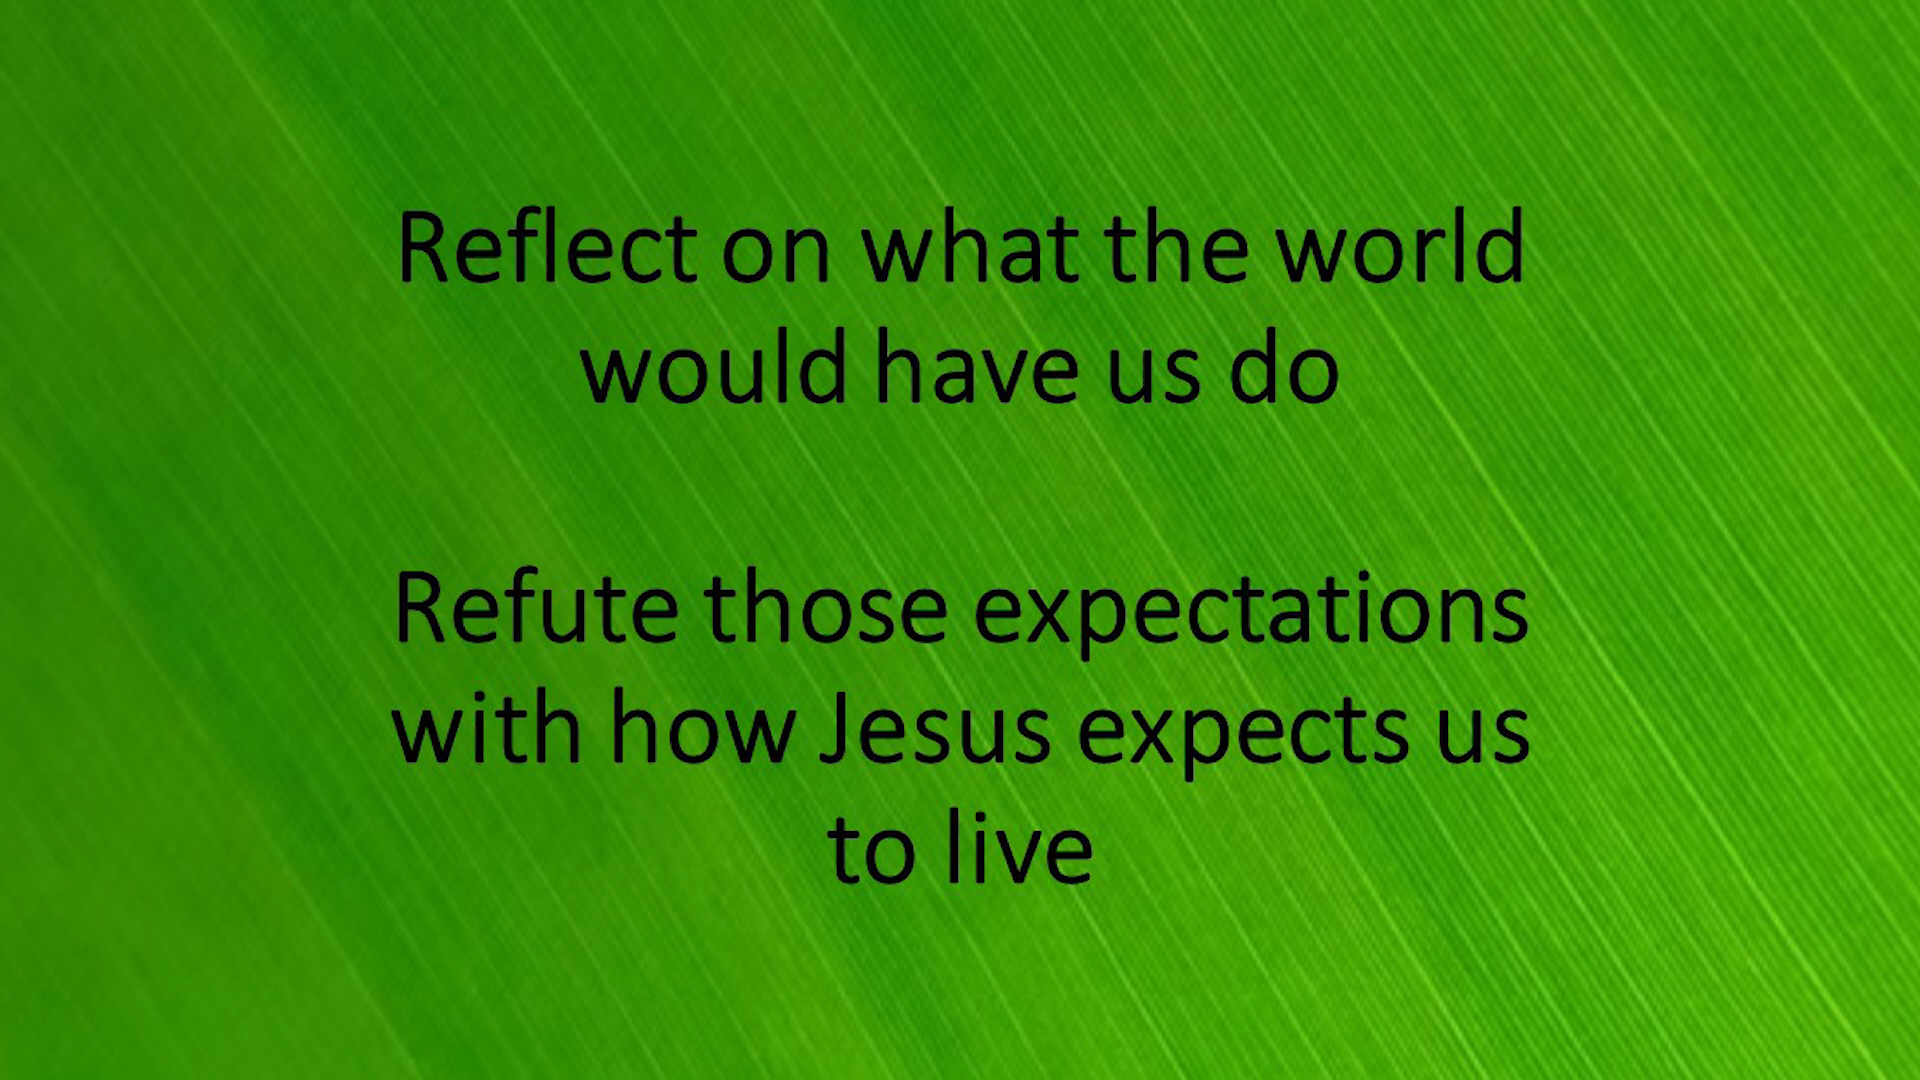 Reflect on what the world
would have us do
Refute those expectations
with how Jesus expects us
to live